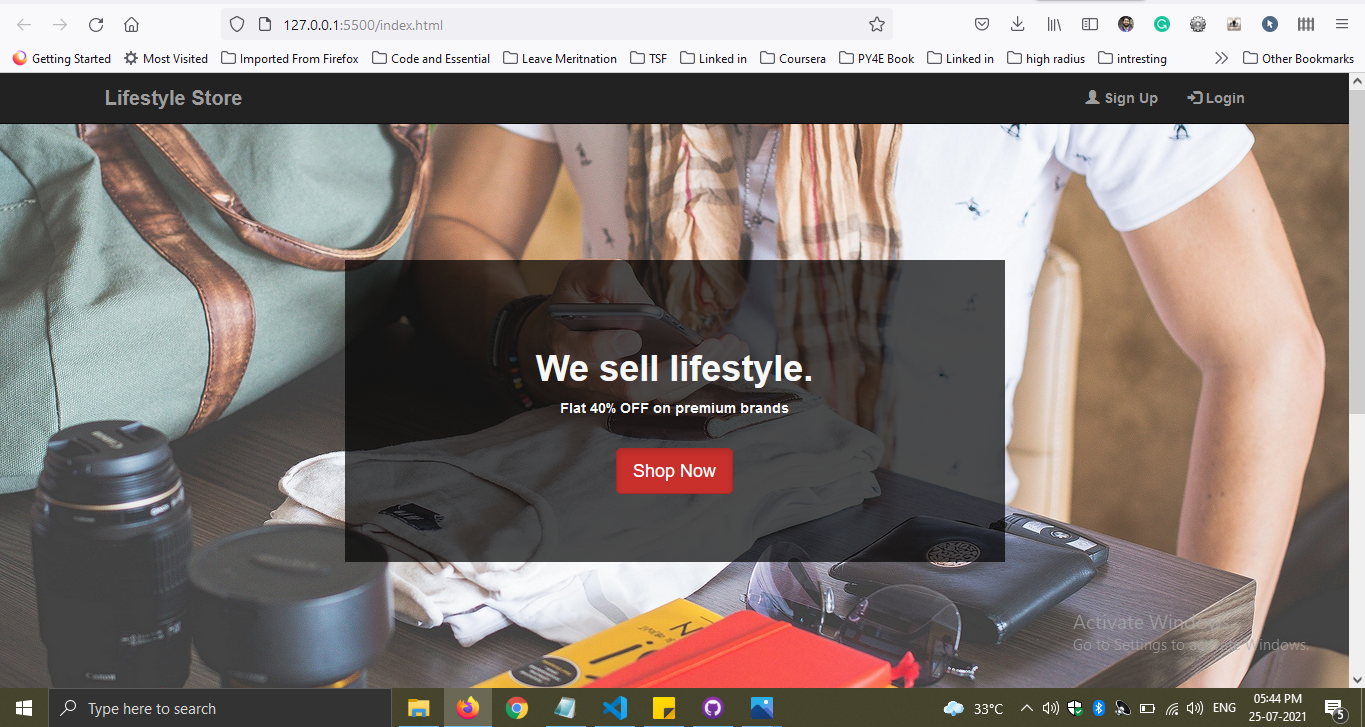 127.0.0.1:5500/index.html
Getting Started Most Visited Imported From Firefox Code and Essential Leave Meritnation TSF Linked in Coursera PY4E Book Linked in high radius intresting Other Bookmarks
Lifestyle Store Sign Up Login
We sell lifestyle.
Flat 40% OFF on premium brands
Shop Now
Activate Windows
Go to Settings to activate Windows.
Type here to search 33°C ENG 05:44 PM
25-07-2021 5